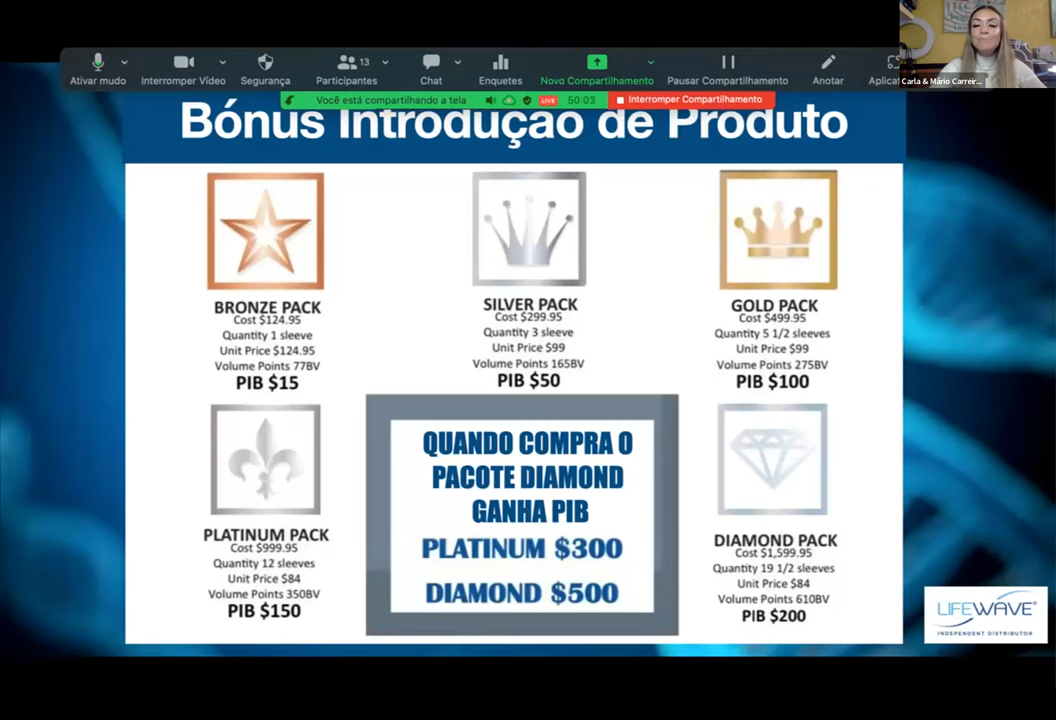 Ativar mudo
Interromper Vídeo
Segurança
13
Participantes
Chat
Enquetes
Novo Compartilhamento
Pausar Compartilhamento
Anotar
Aplicat
Carla & Mário Carreir...
Você está compartilhando a tela
LIVE
50:03
Interromper Compartilhamento
Bónus Introdução de Produto
BRONZE PACK
Cost $124.95
Quantity 1 sleeve
Unit Price $124.95
Volume Points 77BV
PIB $15
SILVER PACK
Cost $299.95
Quantity 3 sleeve
Unit Price $99
Volume Points 165BV
PIB $50
GOLD PACK
Cost $499.95
Quantity 5 1/2 sleeves
Unit Price $99
Volume Points 275BV
PIB $100
PLATINUM PACK
Cost $999.95
Quantity 12 sleeves
Unit Price $84
Volume Points 350BV
PIB $150
QUANDO COMPRA O
PACOTE DIAMOND
GANHA PIB
PLATINUM $300
DIAMOND $500
DIAMOND PACK
Cost $1,599.95
Quantity 19 1/2 sleeves
Unit Price $84
Volume Points 610BV
PIB $200
LIFEWAVE®
INDEPENDENT DISTRIBUTOR